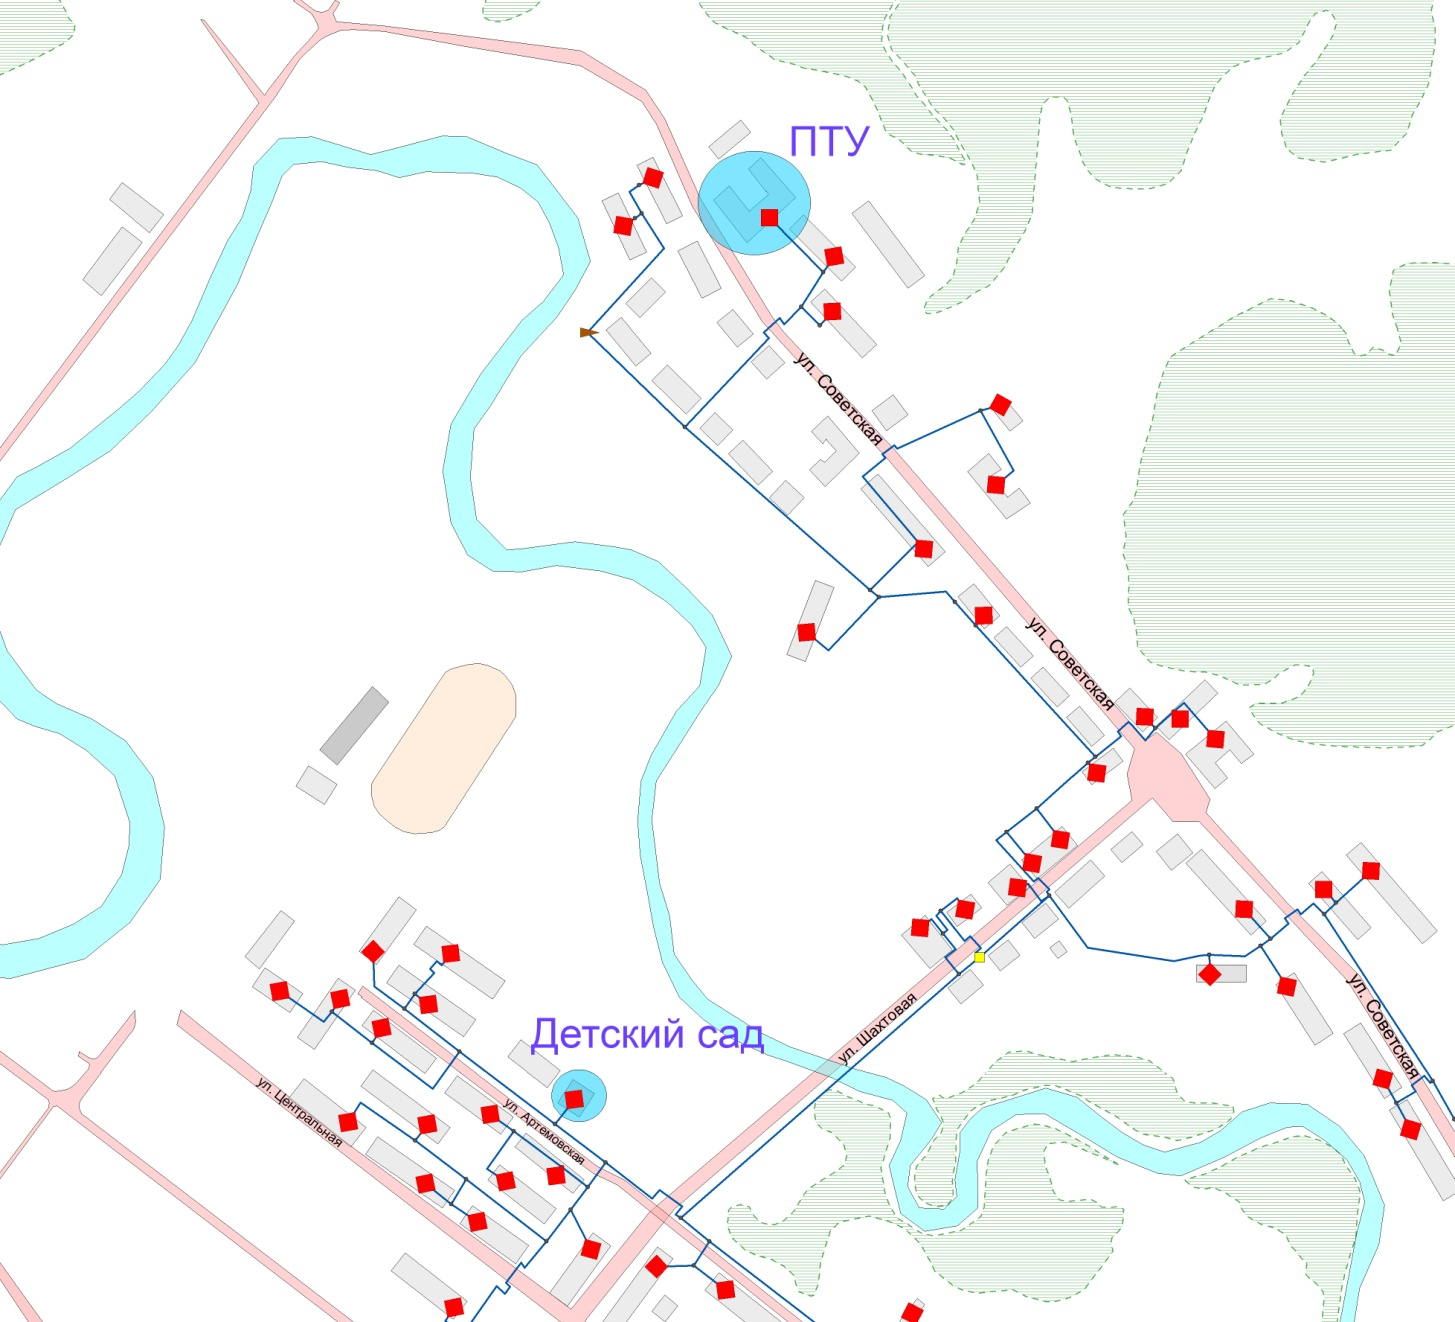 ПТУ
ул. Советская
ул. Советская
ул. Советская
ул. Шахтовая
Детский сад
ул. Центральная
ул. Артемовская